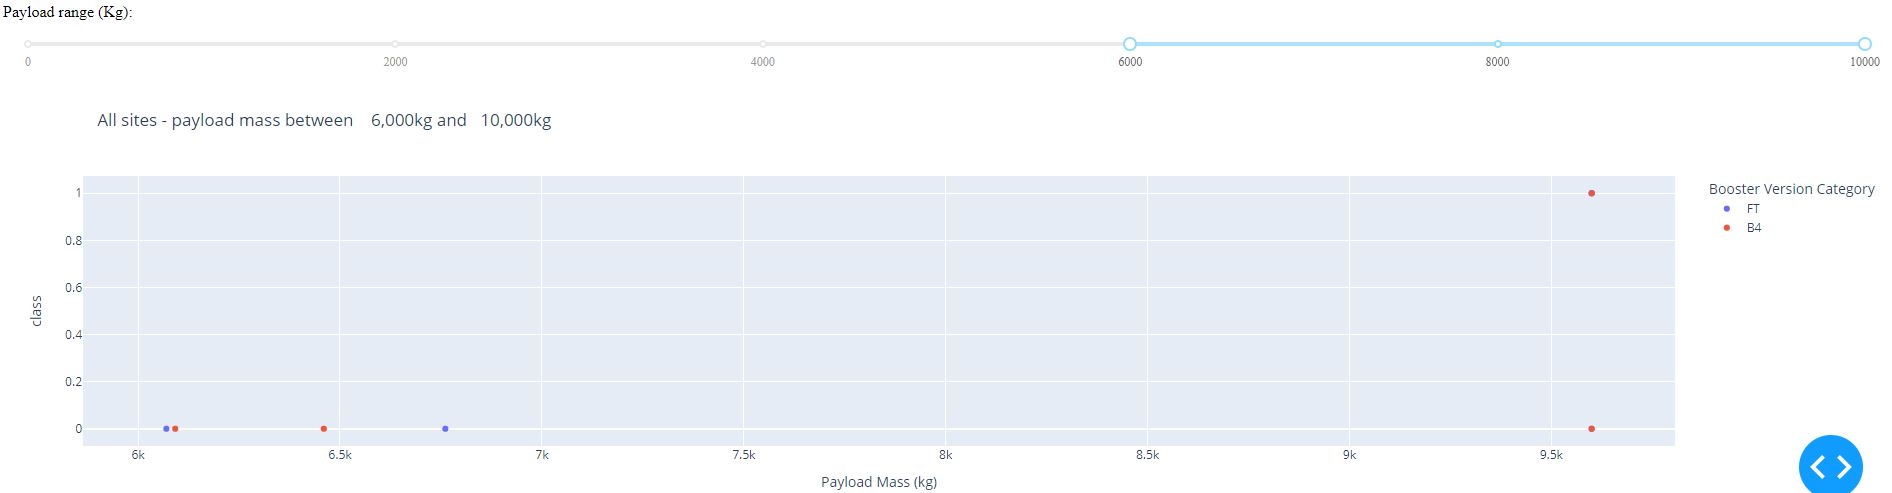 Payload range (Kg):
0 2000 4000 6000 8000 10000
All sites - payload mass between 6,000kg and 10,000kg
Booster Version Category
FT
B4
1
0.8
0.6
0.4
0.2
0
class
6k 6.5k 7k 7.5k 8k 8.5k 9k 9.5k
Payload Mass (kg)